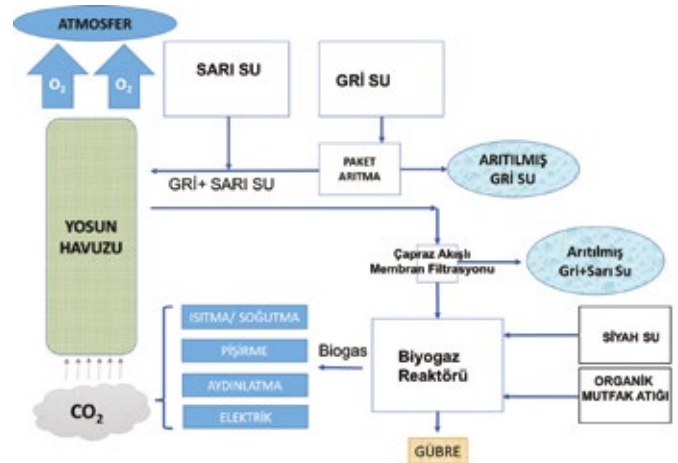 ATMOSFER
O₂
O₂
SARI SU
GRİ SU
PAKET
ARITMA
ARITILMIŞ
GRİ SU
GRİ+ SARI SU
YOSUN
HAVUZU
Çapraz Akışlı
Membran Filtrasyonu
Arıtılmış
Gri+Sarı Su
ISITMA/ SOĞUTMA
PİŞİRME
AYDINLATMA
ELEKTRİK
Biogas
Biyogaz
Reaktörü
SİYAH SU
ORGANİK
MUTFAK ATIĞI
CO₂
GÜBRE